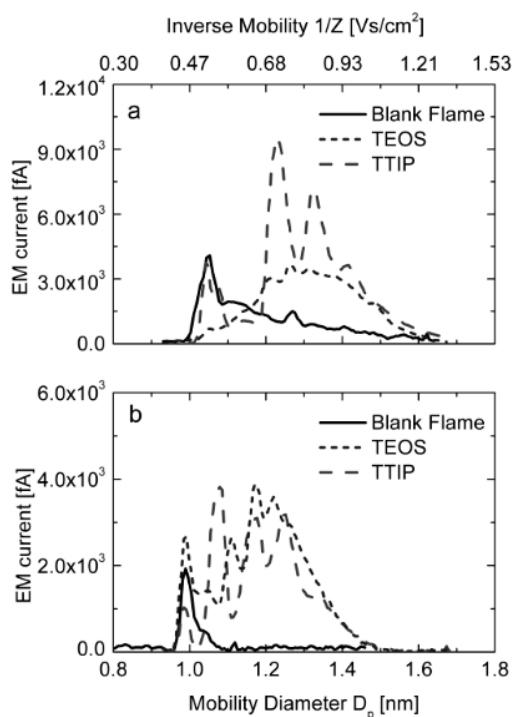 Inverse Mobility 1/Z [Vs/cm²]
0.30 0.47 0.68 0.93 1.21 1.53
1.2x10⁴
9.0x10³
6.0x10³
3.0x10³
0.0
EM current [fA]
a
Blank Flame
TEOS
TTIP
6.0x10³
4.0x10³
2.0x10³
0.0
EM current [fA]
b
Blank Flame
TEOS
TTIP
0.8 1.0 1.2 1.4 1.6 1.8
Mobility Diameter Dₚ [nm]